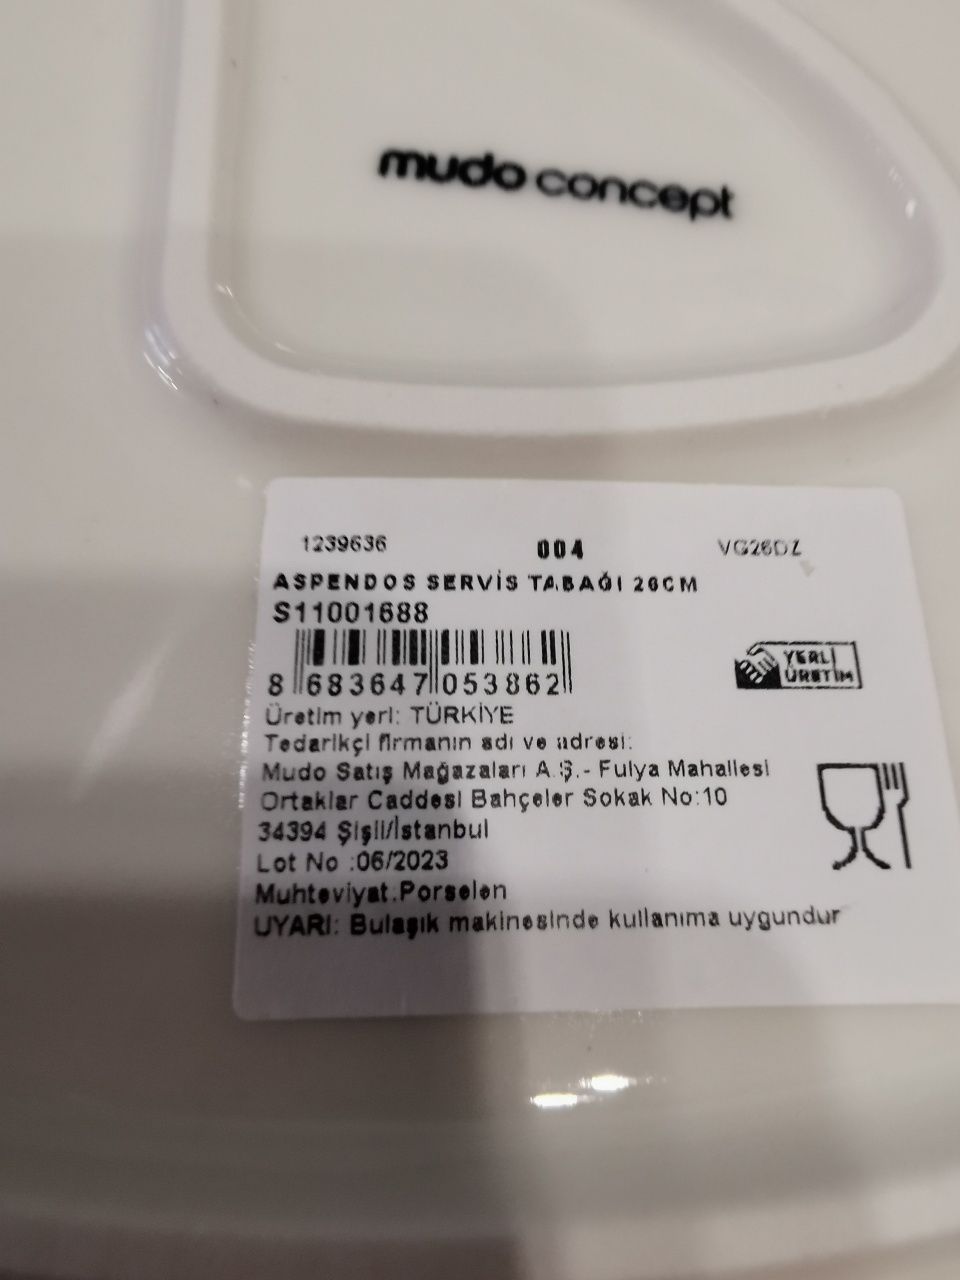 mudo concept
1239636 004 VG26DZ
ASPENDOS SERVİS TABAĞI 26CM
S11001688
8 683647 053862
YERLİ
ÜRETİM
Üretim yeri: TÜRKİYE
Tedarikçi firmanın adı ve adresi:
Mudo Satış Mağazaları A.Ş.- Fulya Mahallesi
Ortaklar Caddesi Bahçeler Sokak No:10
34394 Şişli/İstanbul
Lot No :06/2023
Muhteviyat:Porselen
UYARI: Bulaşık makinesinde kullanıma uygundur